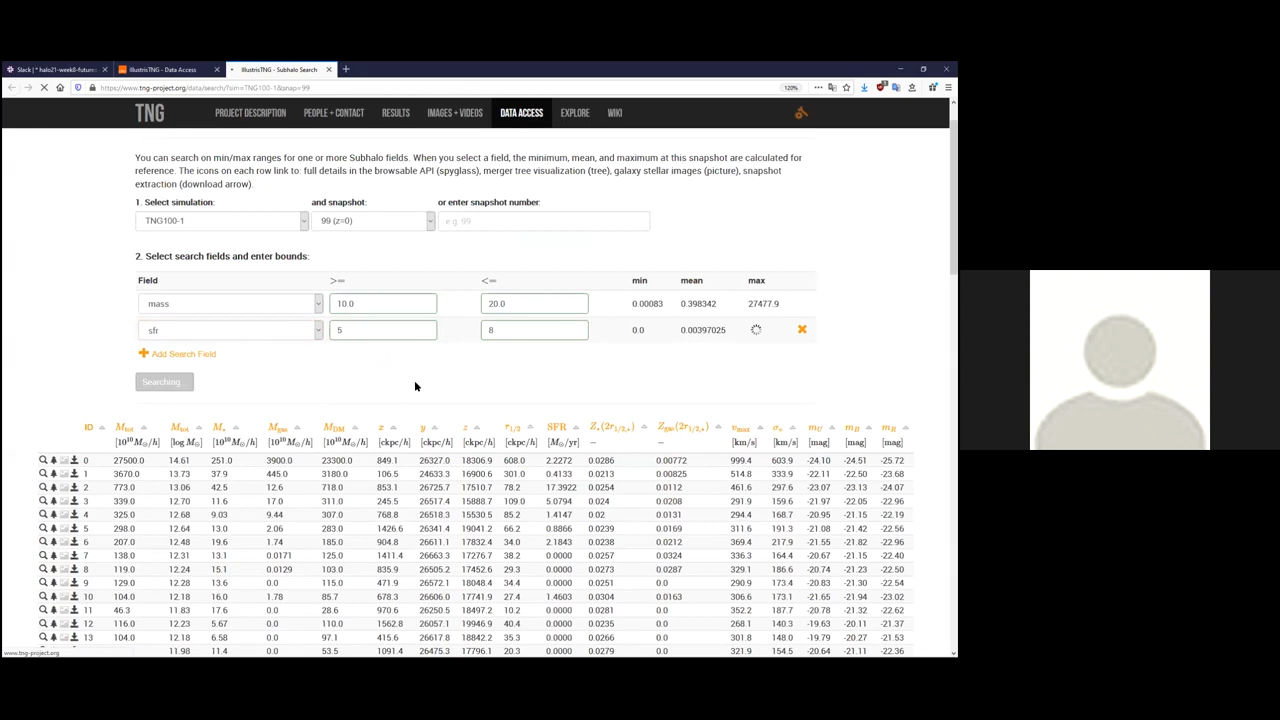 Slack | * halo21-week8-future
IllustrisTNG - Data Access
IllustrisTNG - Subhalo Search
https://www.tng-project.org/data/search/?sim=TNG100-1&snap=99
120%
TNG
PROJECT DESCRIPTION
PEOPLE + CONTACT
RESULTS
IMAGES + VIDEOS
DATA ACCESS
EXPLORE
WIKI
You can search on min/max ranges for one or more Subhalo fields. When you select a field, the minimum, mean, and maximum at this snapshot are calculated for
reference. The icons on each row link to: full details in the browsable API (spyglass), merger tree visualization (tree), galaxy stellar images (picture), snapshot
extraction (download arrow).
1. Select simulation: and snapshot: or enter snapshot number:
TNG100-1 99 (z=0) e.g. 99
2. Select search fields and enter bounds:
Field >= <= min mean max
mass 10.0 20.0 0.00083 0.398342 27477.9
sfr 5 8 0.0 0.00397025
Add Search Field
Searching...
ID M_tot M_tot M_* M_gas M_DM x y z r_1/2 SFR Z_*(2r_1/2,*) Z_gas(2r_1/2,*) v_max σ_v m_U m_B m_K
[10^10 M_⊙/h] [log M_⊙] [10^10 M_⊙/h] [10^10 M_⊙/h] [10^10 M_⊙/h] [ckpc/h] [ckpc/h] [ckpc/h] [ckpc/h] [M_⊙/yr] – – [km/s] [km/s] [mag] [mag] [mag]
0 27500.0 14.61 251.0 3900.0 23300.0 849.1 26327.0 18306.9 608.0 2.2272 0.0286 0.00772 999.4 603.9 -24.10 -24.51 -25.72
1 3670.0 13.73 37.9 445.0 3180.0 106.5 24633.3 16900.6 301.0 0.4133 0.0213 0.00825 514.8 333.9 -22.11 -22.50 -23.68
2 773.0 13.06 42.5 12.6 718.0 853.1 26725.7 17510.7 78.2 17.3922 0.0254 0.0112 461.6 297.6 -23.07 -23.13 -24.07
3 339.0 12.70 11.6 17.0 311.0 245.5 26517.4 15888.7 109.0 5.0794 0.024 0.0208 291.9 159.6 -21.97 -22.05 -22.96
4 325.0 12.68 9.03 9.44 307.0 768.8 26518.3 15530.5 85.2 1.4147 0.02 0.0131 294.4 168.7 -20.95 -21.15 -22.19
5 298.0 12.64 13.0 2.06 283.0 1426.6 26341.4 19041.2 66.2 0.8866 0.0239 0.0169 311.6 191.3 -21.08 -21.42 -22.56
6 207.0 12.48 19.6 1.74 185.0 904.8 26611.1 17832.4 34.0 2.1843 0.0238 0.0212 369.4 217.9 -21.55 -21.82 -22.96
7 138.0 12.31 13.1 0.0171 125.0 1411.4 26663.3 17276.7 38.2 0.0000 0.0257 0.0324 336.3 164.4 -20.67 -21.15 -22.40
8 119.0 12.24 15.1 0.0129 103.0 835.9 26505.2 17452.6 29.3 0.0000 0.0273 0.0287 329.1 186.6 -20.74 -21.23 -22.50
9 129.0 12.28 13.6 0.0 115.0 471.9 26572.1 18048.4 34.4 0.0000 0.0251 0.0 290.9 173.4 -20.83 -21.30 -22.54
10 104.0 12.18 16.0 1.78 85.7 678.3 26606.0 17741.9 27.4 1.4603 0.0304 0.0163 306.6 173.1 -21.65 -21.94 -23.02
11 46.3 11.83 17.6 0.0 28.6 970.6 26250.5 18497.2 10.2 0.0000 0.0281 0.0 352.2 187.7 -20.78 -21.32 -22.62
12 116.0 12.23 5.67 0.0 110.0 1562.8 26057.1 19946.9 40.4 0.0000 0.0235 0.0 268.1 140.3 -19.63 -20.11 -21.37
13 104.0 12.18 6.58 0.0 97.1 415.6 26617.8 18842.2 35.3 0.0000 0.0266 0.0 301.8 148.0 -19.79 -20.27 -21.53
11.98 11.4 0.0 53.5 1091.4 26475.3 17796.1 20.3 0.0000 0.0279 0.0 321.9 154.5 -20.64 -21.11 -22.36
www.tng-project.org